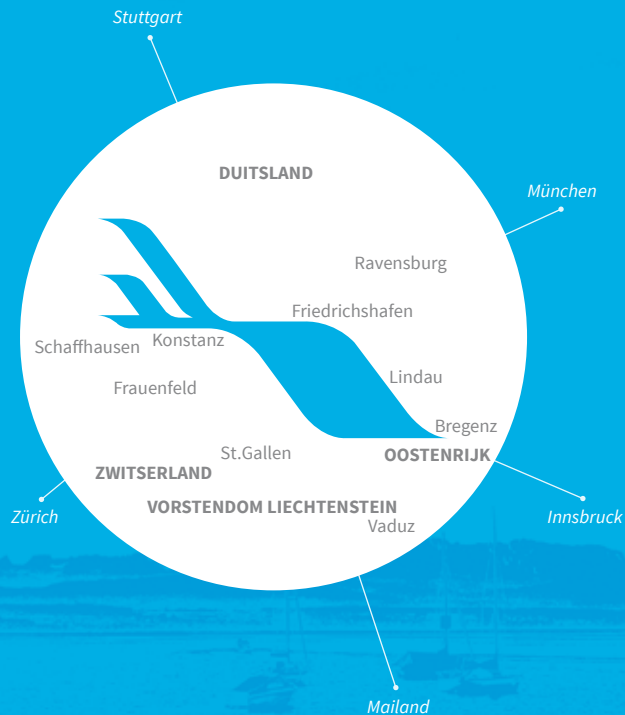 Stuttgart
DUITSLAND
München
Ravensburg
Friedrichshafen
Konstanz
Schaffhausen
Lindau
Frauenfeld
Bregenz
St.Gallen
OOSTENRIJK
ZWITSERLAND
VORSTENDOM LIECHTENSTEIN
Zürich
Innsbruck
Vaduz
Mailand